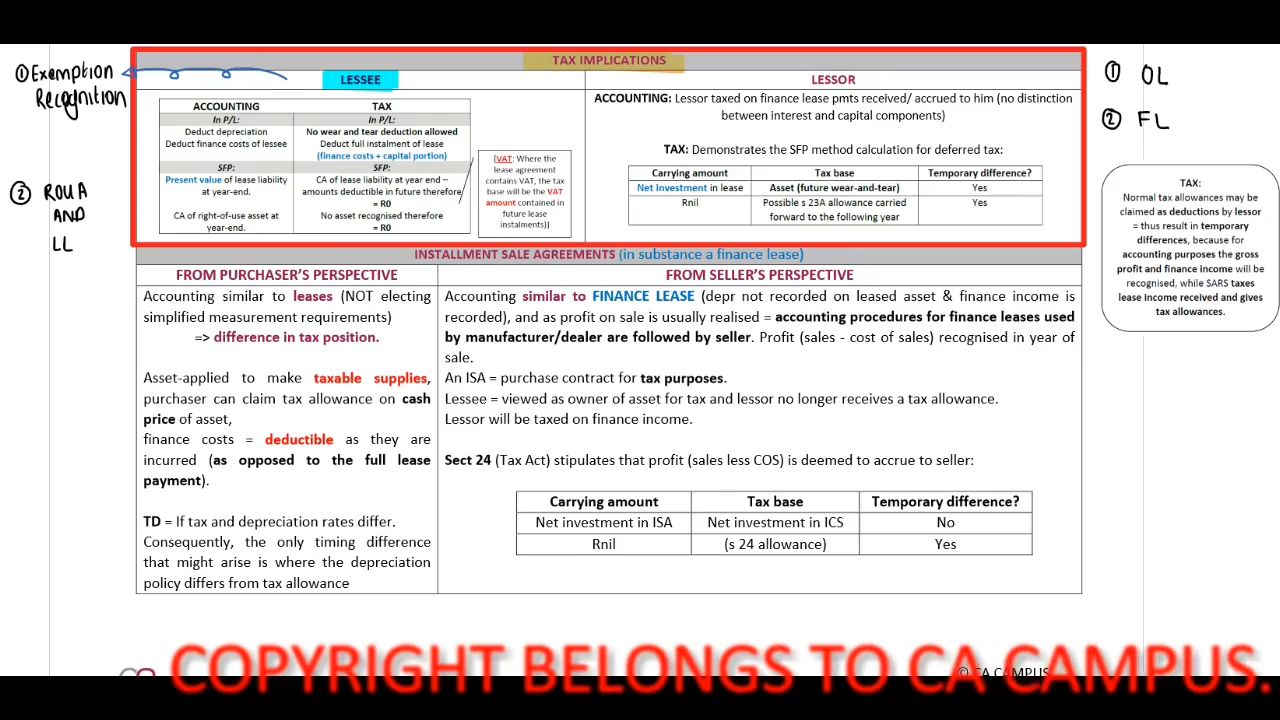 TAX IMPLICATIONS
① Exemption
Recognition
② ROU A
AND
LL
LESSEE
ACCOUNTING TAX
In P/L: In P/L:
Deduct depreciation No wear and tear deduction allowed
Deduct finance costs of lessee Deduct full instalment of lease
(finance costs + capital portion)
SFP: SFP:
Present value of lease liability CA of lease liability at year end –
at year-end. amounts deductible in future therefore
= R0
CA of right-of-use asset at No asset recognised therefore
year-end. = R0
[VAT: Where the
lease agreement
contains VAT, the tax
base will be the VAT
amount contained in
future lease
instalments)]
LESSOR
ACCOUNTING: Lessor taxed on finance lease pmts received/ accrued to him (no distinction
between interest and capital components)
TAX: Demonstrates the SFP method calculation for deferred tax:
Carrying amount Tax base Temporary difference?
Net investment in lease Asset (future wear-and-tear) Yes
Rnil Possible s 23A allowance carried Yes
forward to the following year
① OL
② FL
TAX:
Normal tax allowances may be
claimed as deductions by lessor
= thus result in temporary
differences, because for
accounting purposes the gross
profit and finance income will be
recognised, while SARS taxes
lease income received and gives
tax allowances.
INSTALLMENT SALE AGREEMENTS (in substance a finance lease)
FROM PURCHASER'S PERSPECTIVE
Accounting similar to leases (NOT electing
simplified measurement requirements)
=> difference in tax position.
Asset-applied to make taxable supplies,
purchaser can claim tax allowance on cash
price of asset,
finance costs = deductible as they are
incurred (as opposed to the full lease
payment).
TD = If tax and depreciation rates differ.
Consequently, the only timing difference
that might arise is where the depreciation
policy differs from tax allowance
FROM SELLER'S PERSPECTIVE
Accounting similar to FINANCE LEASE (depr not recorded on leased asset & finance income is
recorded), and as profit on sale is usually realised = accounting procedures for finance leases used
by manufacturer/dealer are followed by seller. Profit (sales - cost of sales) recognised in year of
sale.
An ISA = purchase contract for tax purposes.
Lessee = viewed as owner of asset for tax and lessor no longer receives a tax allowance.
Lessor will be taxed on finance income.
Sect 24 (Tax Act) stipulates that profit (sales less COS) is deemed to accrue to seller:
Carrying amount Tax base Temporary difference?
Net investment in ISA Net investment in ICS No
Rnil (s 24 allowance) Yes
© CA CAMPUS
COPYRIGHT BELONGS TO CA CAMPUS.